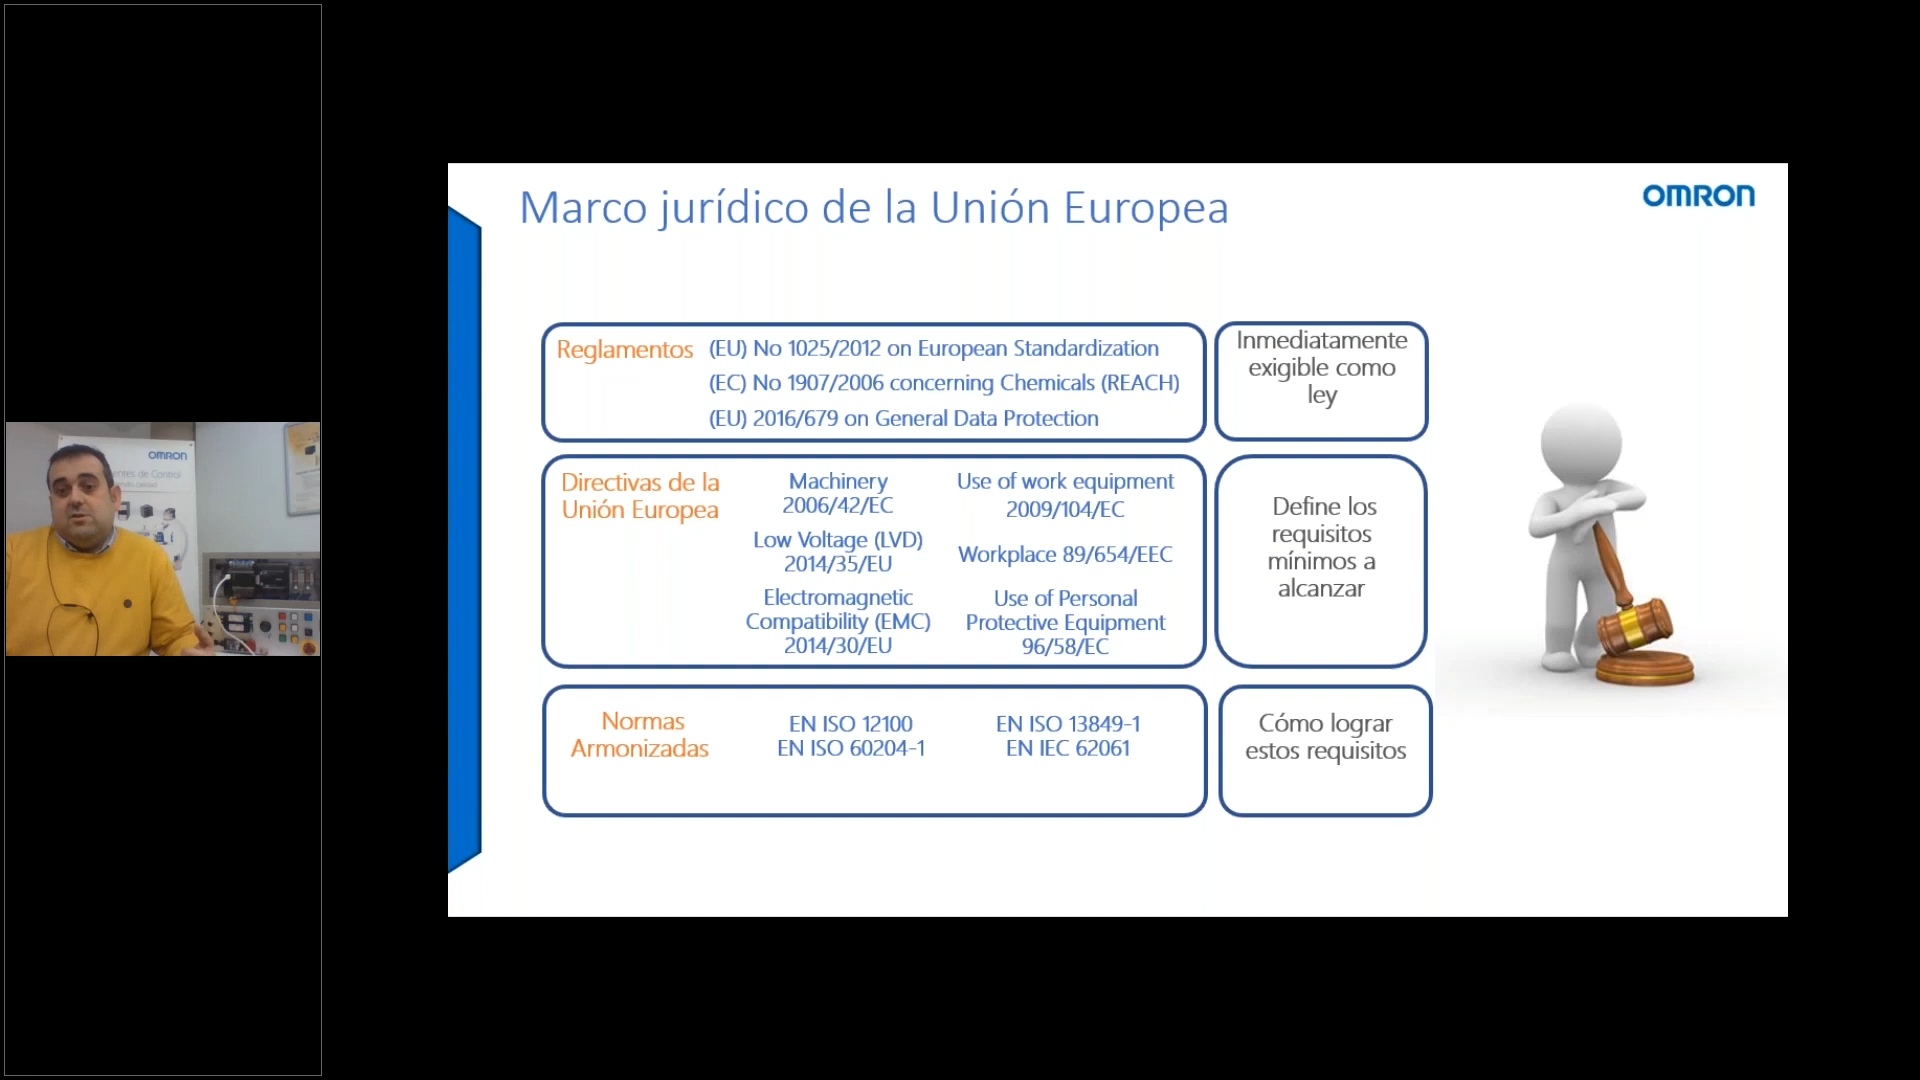 Marco jurídico de la Unión Europea
OMRON
Reglamentos
(EU) No 1025/2012 on European Standardization
(EC) No 1907/2006 concerning Chemicals (REACH)
(EU) 2016/679 on General Data Protection
Inmediatamente
exigible como
ley
Directivas de la
Unión Europea
Machinery
2006/42/EC
Low Voltage (LVD)
2014/35/EU
Electromagnetic
Compatibility (EMC)
2014/30/EU
Use of work equipment
2009/104/EC
Workplace 89/654/EEC
Use of Personal
Protective Equipment
96/58/EC
Define los
requisitos
mínimos a
alcanzar
Normas
Armonizadas
EN ISO 12100
EN ISO 60204-1
EN ISO 13849-1
EN IEC 62061
Cómo lograr
estos requisitos
OMRON
de Control